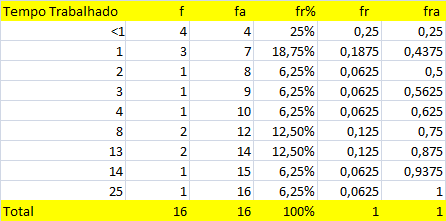 Tempo Trabalhado f fa fr% fr fra
<1 4 4 25% 0,25 0,25
1 3 7 18,75% 0,1875 0,4375
2 1 8 6,25% 0,0625 0,5
3 1 9 6,25% 0,0625 0,5625
4 1 10 6,25% 0,0625 0,625
8 2 12 12,50% 0,125 0,75
13 2 14 12,50% 0,125 0,875
14 1 15 6,25% 0,0625 0,9375
25 1 16 6,25% 0,0625 1
Total 16 16 100% 1 1